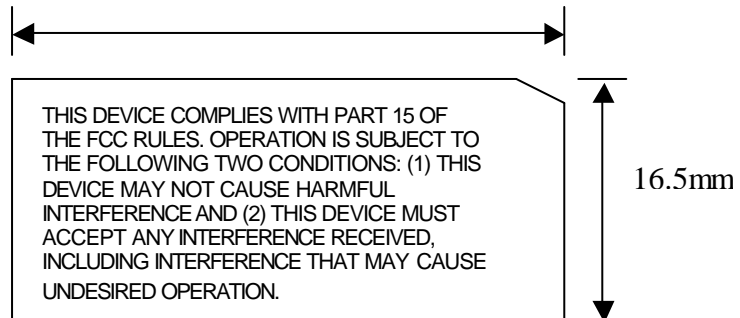 THIS DEVICE COMPLIES WITH PART 15 OF
THE FCC RULES. OPERATION IS SUBJECT TO
THE FOLLOWING TWO CONDITIONS: (1) THIS
DEVICE MAY NOT CAUSE HARMFUL
INTERFERENCE AND (2) THIS DEVICE MUST
ACCEPT ANY INTERFERENCE RECEIVED,
INCLUDING INTERFERENCE THAT MAY CAUSE
UNDESIRED OPERATION.
16.5mm